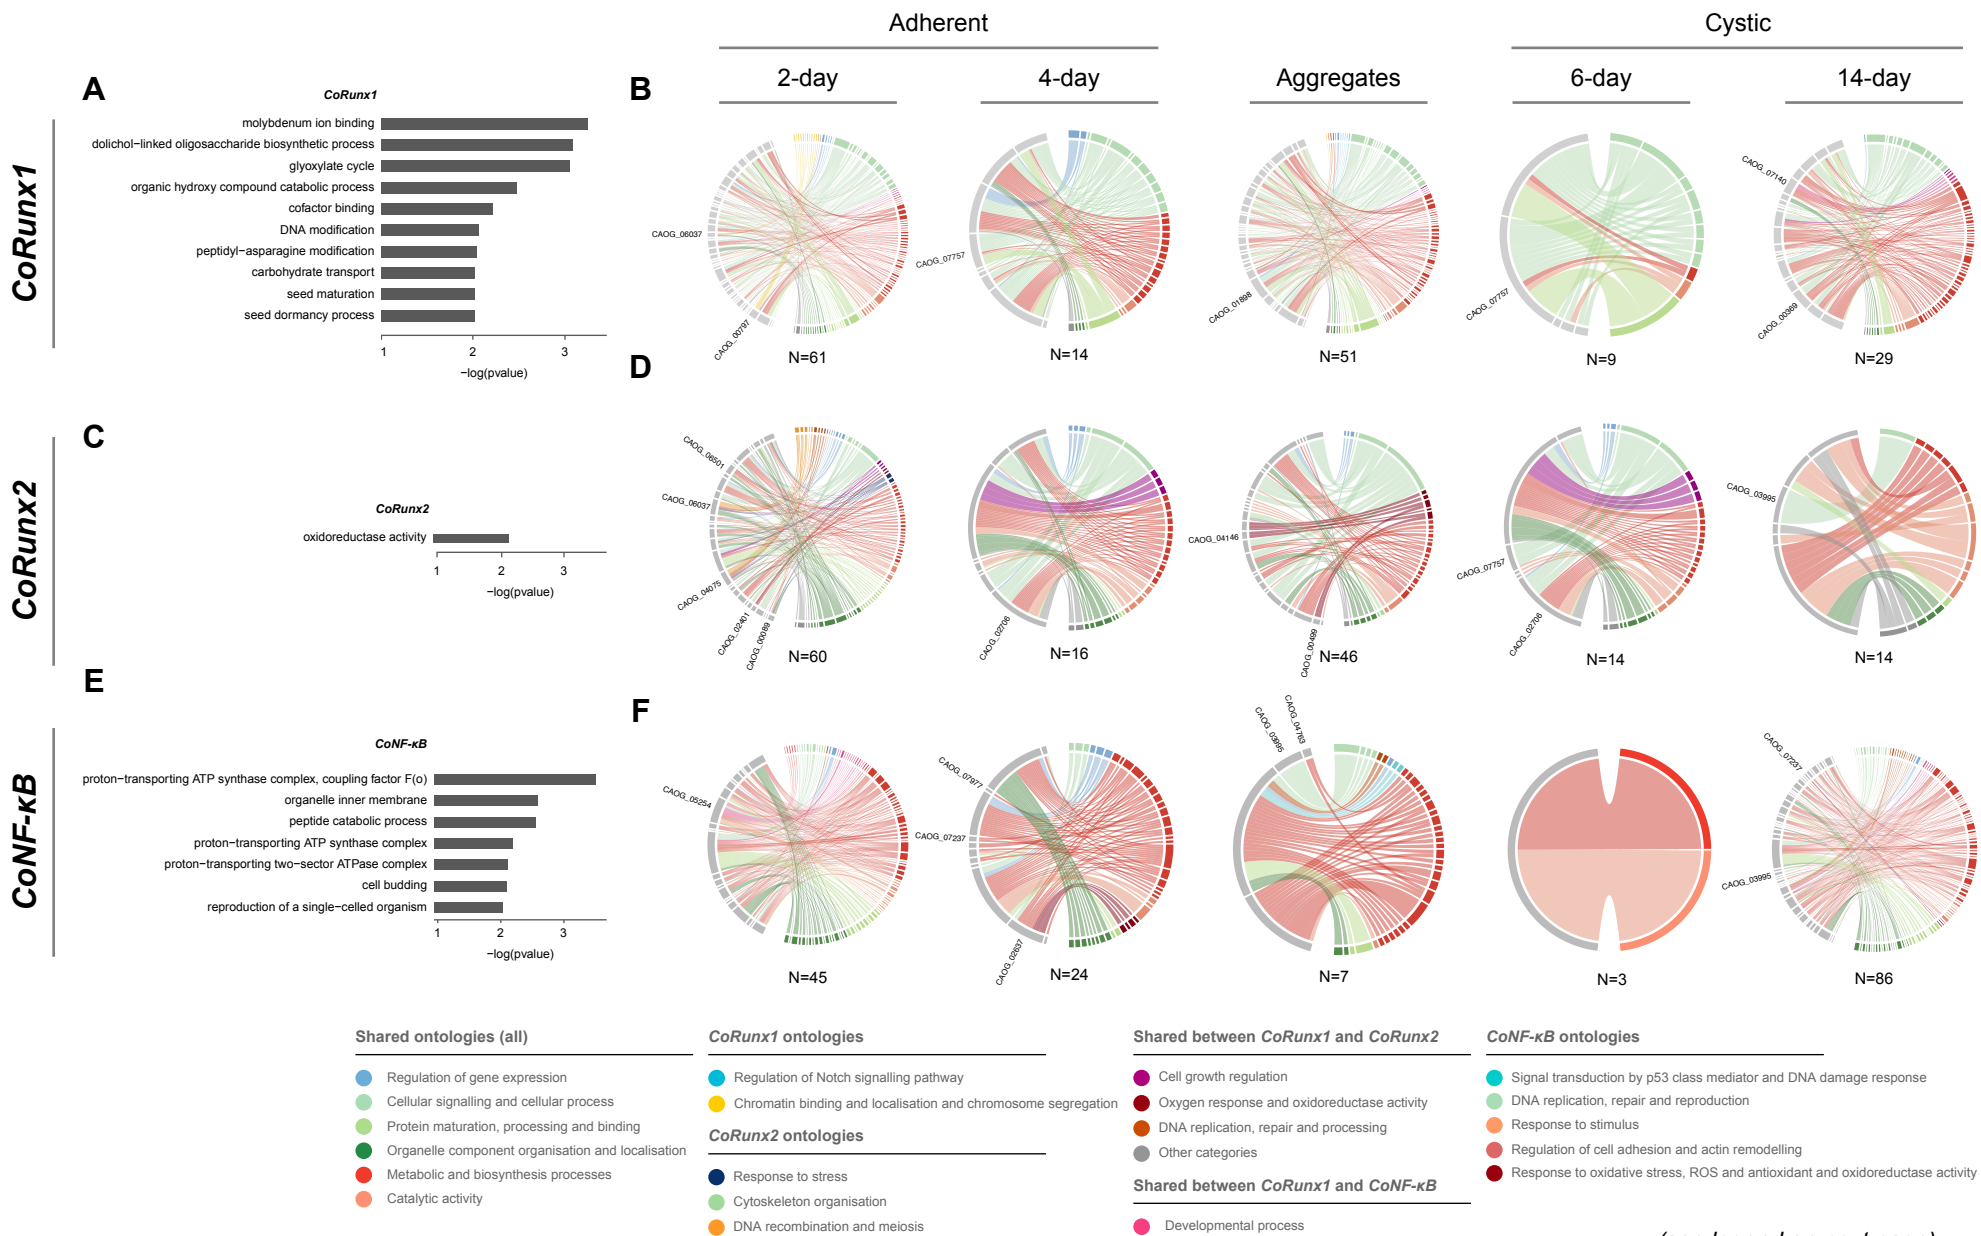 Adherent
Cystic
2-day
4-day
Aggregates
6-day
14-day
A
B
CoRunx1
CoRunx1
molybdenum ion binding
dolichol−linked oligosaccharide biosynthetic process
glyoxylate cycle
organic hydroxy compound catabolic process
cofactor binding
DNA modification
peptidyl−asparagine modification
carbohydrate transport
seed maturation
seed dormancy process
1 2 3
−log(pvalue)
CAOG_06037
CAOG_00797
N=61
CAOG_07757
N=14
CAOG_01898
N=51
CAOG_07757
N=9
CAOG_07140
CAOG_00369
N=29
C
D
CoRunx2
CoRunx2
oxidoreductase activity
1 2 3
−log(pvalue)
CAOG_06501
CAOG_06037
CAOG_04075
CAOG_02401
CAOG_00089
N=60
CAOG_02706
N=16
CAOG_04146
CAOG_00499
N=46
CAOG_07757
CAOG_02706
N=14
CAOG_03995
N=14
E
F
CoNF-κB
CoNF-κB
proton−transporting ATP synthase complex, coupling factor F(o)
organelle inner membrane
peptide catabolic process
proton−transporting ATP synthase complex
proton−transporting two−sector ATPase complex
cell budding
reproduction of a single−celled organism
1 2 3
−log(pvalue)
CAOG_05254
N=45
CAOG_07977
CAOG_07237
CAOG_02637
N=24
CAOG_03995
CAOG_04763
N=7
N=3
CAOG_07237
CAOG_03995
N=86
Shared ontologies (all)
Regulation of gene expression
Cellular signalling and cellular process
Protein maturation, processing and binding
Organelle component organisation and localisation
Metabolic and biosynthesis processes
Catalytic activity
CoRunx1 ontologies
Regulation of Notch signalling pathway
Chromatin binding and localisation and chromosome segregation
CoRunx2 ontologies
Response to stress
Cytoskeleton organisation
DNA recombination and meiosis
Shared between CoRunx1 and CoRunx2
Cell growth regulation
Oxygen response and oxidoreductase activity
DNA replication, repair and processing
Other categories
Shared between CoRunx1 and CoNF-κB
Developmental process
CoNF-κB ontologies
Signal transduction by p53 class mediator and DNA damage response
DNA replication, repair and reproduction
Response to stimulus
Regulation of cell adhesion and actin remodelling
Response to oxidative stress, ROS and antioxidant and oxidoreductase activity